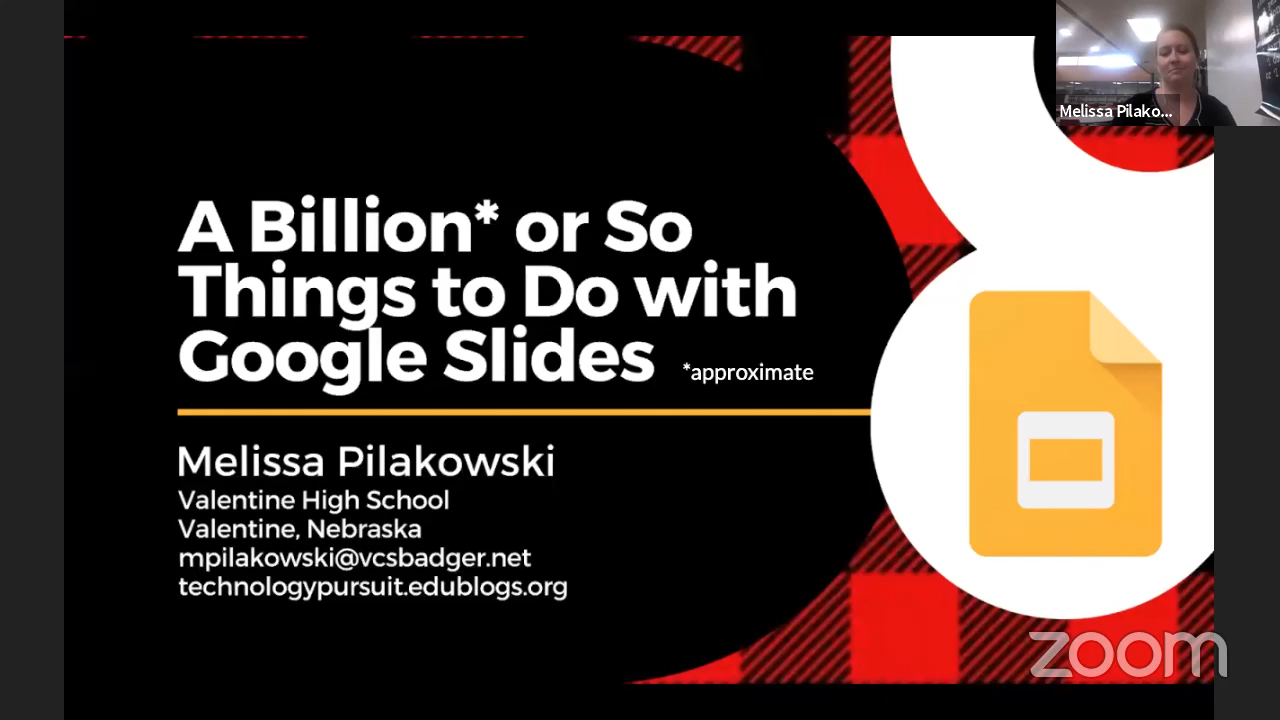 Melissa Pilako...
A Billion* or So
Things to Do with
Google Slides *approximate
Melissa Pilakowski
Valentine High School
Valentine, Nebraska
mpilakowski@vcsbadger.net
technologypursuit.edublogs.org
zoom